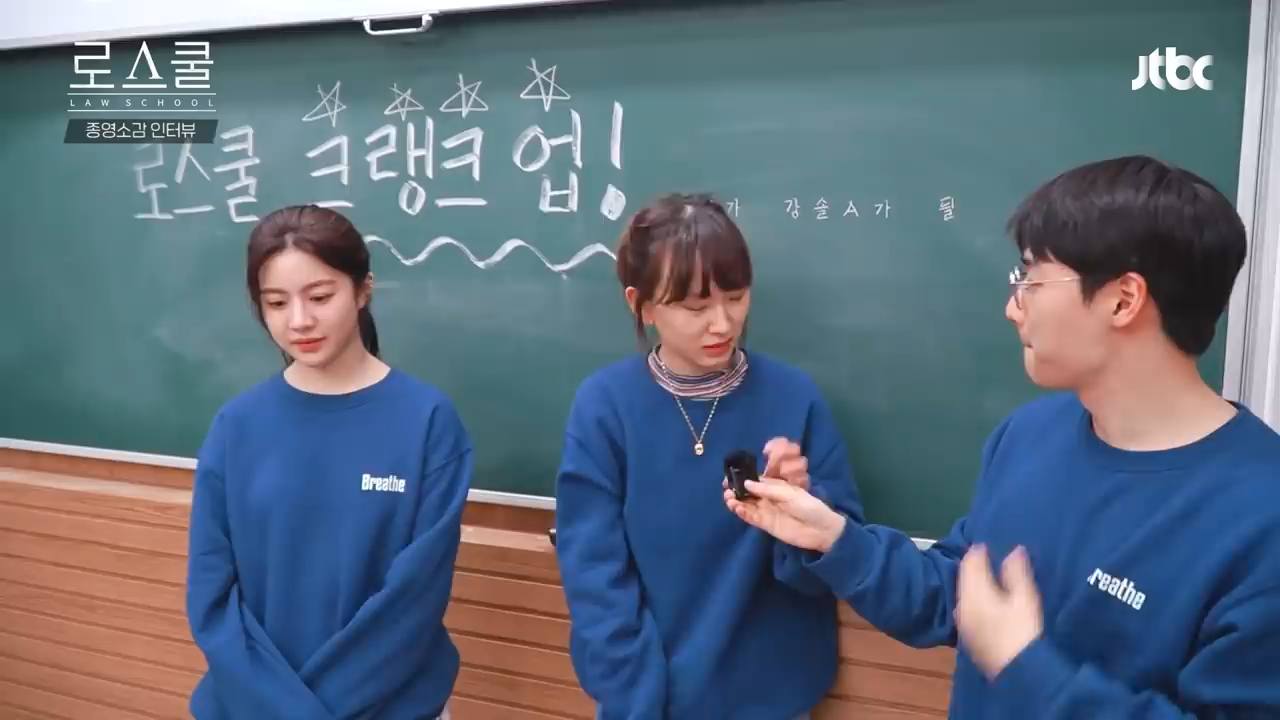 로스쿨
LAW SCHOOL
종영소감 인터뷰
jtbc
로스쿨 크랭크 업!
가 강솔A가 필
Breathe
reathe